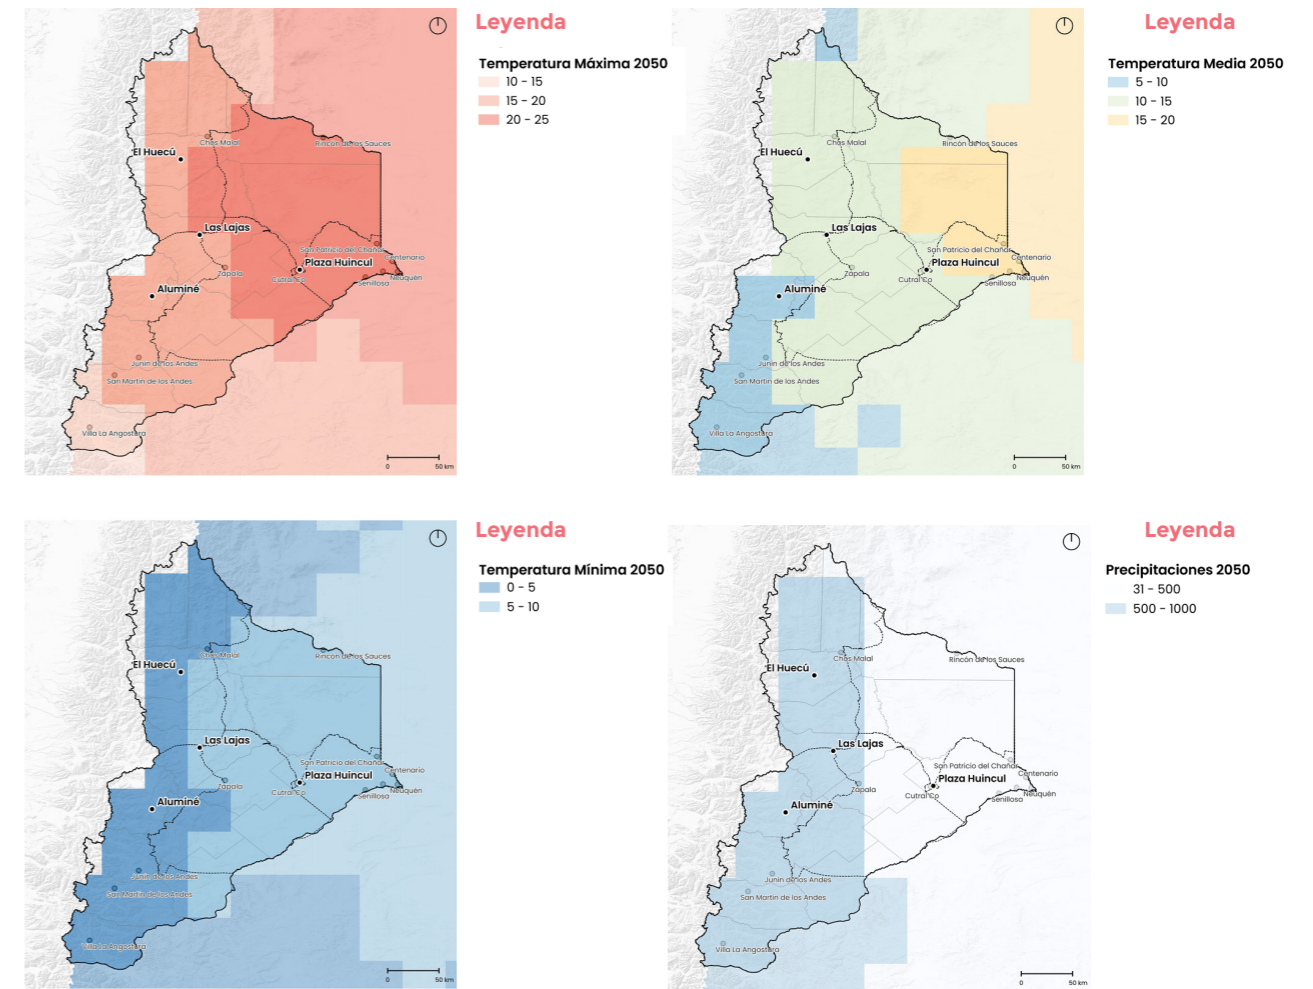 Leyenda
Temperatura Máxima 2050
10 - 15
15 - 20
20 - 25
Chos Malal
Rincón de los Sauces
El Huecú
Las Lajas
San Patricio del Chañar
Centenario
Plaza Huincul
Zapala
Cutral Co
Neuquén
Senillosa
Aluminé
Junín de los Andes
San Martín de los Andes
Villa La Angostura
0 50 km
Leyenda
Temperatura Media 2050
5 - 10
10 - 15
15 - 20
Chos Malal
Rincón de los Sauces
El Huecú
Las Lajas
San Patricio del Chañar
Centenario
Plaza Huincul
Zapala
Cutral Co
Neuquén
Senillosa
Aluminé
Junín de los Andes
San Martín de los Andes
Villa La Angostura
0 50 km
Leyenda
Temperatura Mínima 2050
0 - 5
5 - 10
Chos Malal
Rincón de los Sauces
El Huecú
Las Lajas
San Patricio del Chañar
Centenario
Plaza Huincul
Zapala
Cutral Co
Neuquén
Senillosa
Aluminé
Junín de los Andes
San Martín de los Andes
Villa La Angostura
0 50 km
Leyenda
Precipitaciones 2050
31 - 500
500 - 1000
Chos Malal
Rincón de los Sauces
El Huecú
Las Lajas
San Patricio del Chañar
Centenario
Plaza Huincul
Zapala
Cutral Co
Neuquén
Senillosa
Aluminé
Junín de los Andes
San Martín de los Andes
Villa La Angostura
0 50 km